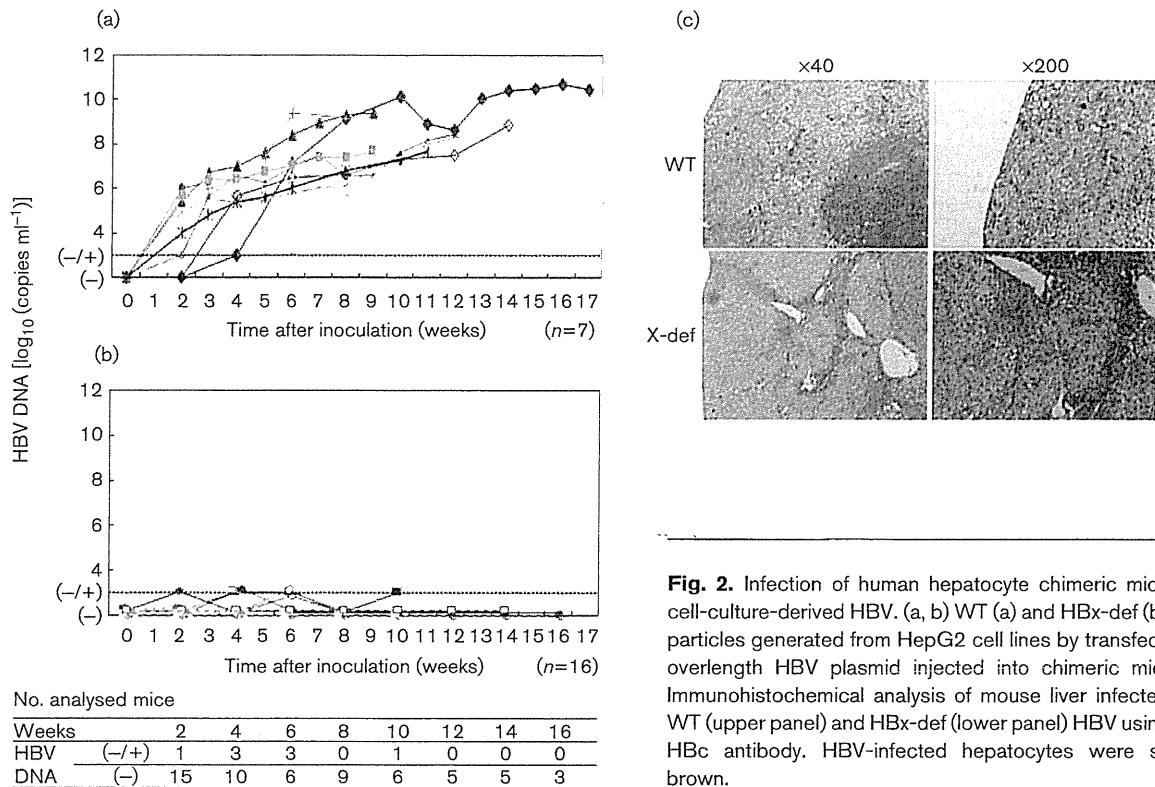 (a)
12
10
8
6
4
(−/+)
(−)
0 1 2 3 4 5 6 7 8 9 10 11 12 13 14 15 16 17
Time after inoculation (weeks) (n=7)
HBV DNA [log10 (copies ml−1)]
(b)
12
10
8
6
4
(−/+)
(−)
0 1 2 3 4 5 6 7 8 9 10 11 12 13 14 15 16 17
Time after inoculation (weeks) (n=16)
No. analysed mice
Weeks 2 4 6 8 10 12 14 16
HBV (−/+) 1 3 3 0 1 0 0 0
DNA (−) 15 10 6 9 6 5 5 3
(c)
×40 ×200
WT
X-def
Fig. 2. Infection of human hepatocyte chimeric mic
cell-culture-derived HBV. (a, b) WT (a) and HBx-def (b
particles generated from HepG2 cell lines by transfec
overlength HBV plasmid injected into chimeric mie
Immunohistochemical analysis of mouse liver infecte
WT (upper panel) and HBx-def (lower panel) HBV usin
HBc antibody. HBV-infected hepatocytes were s
brown.